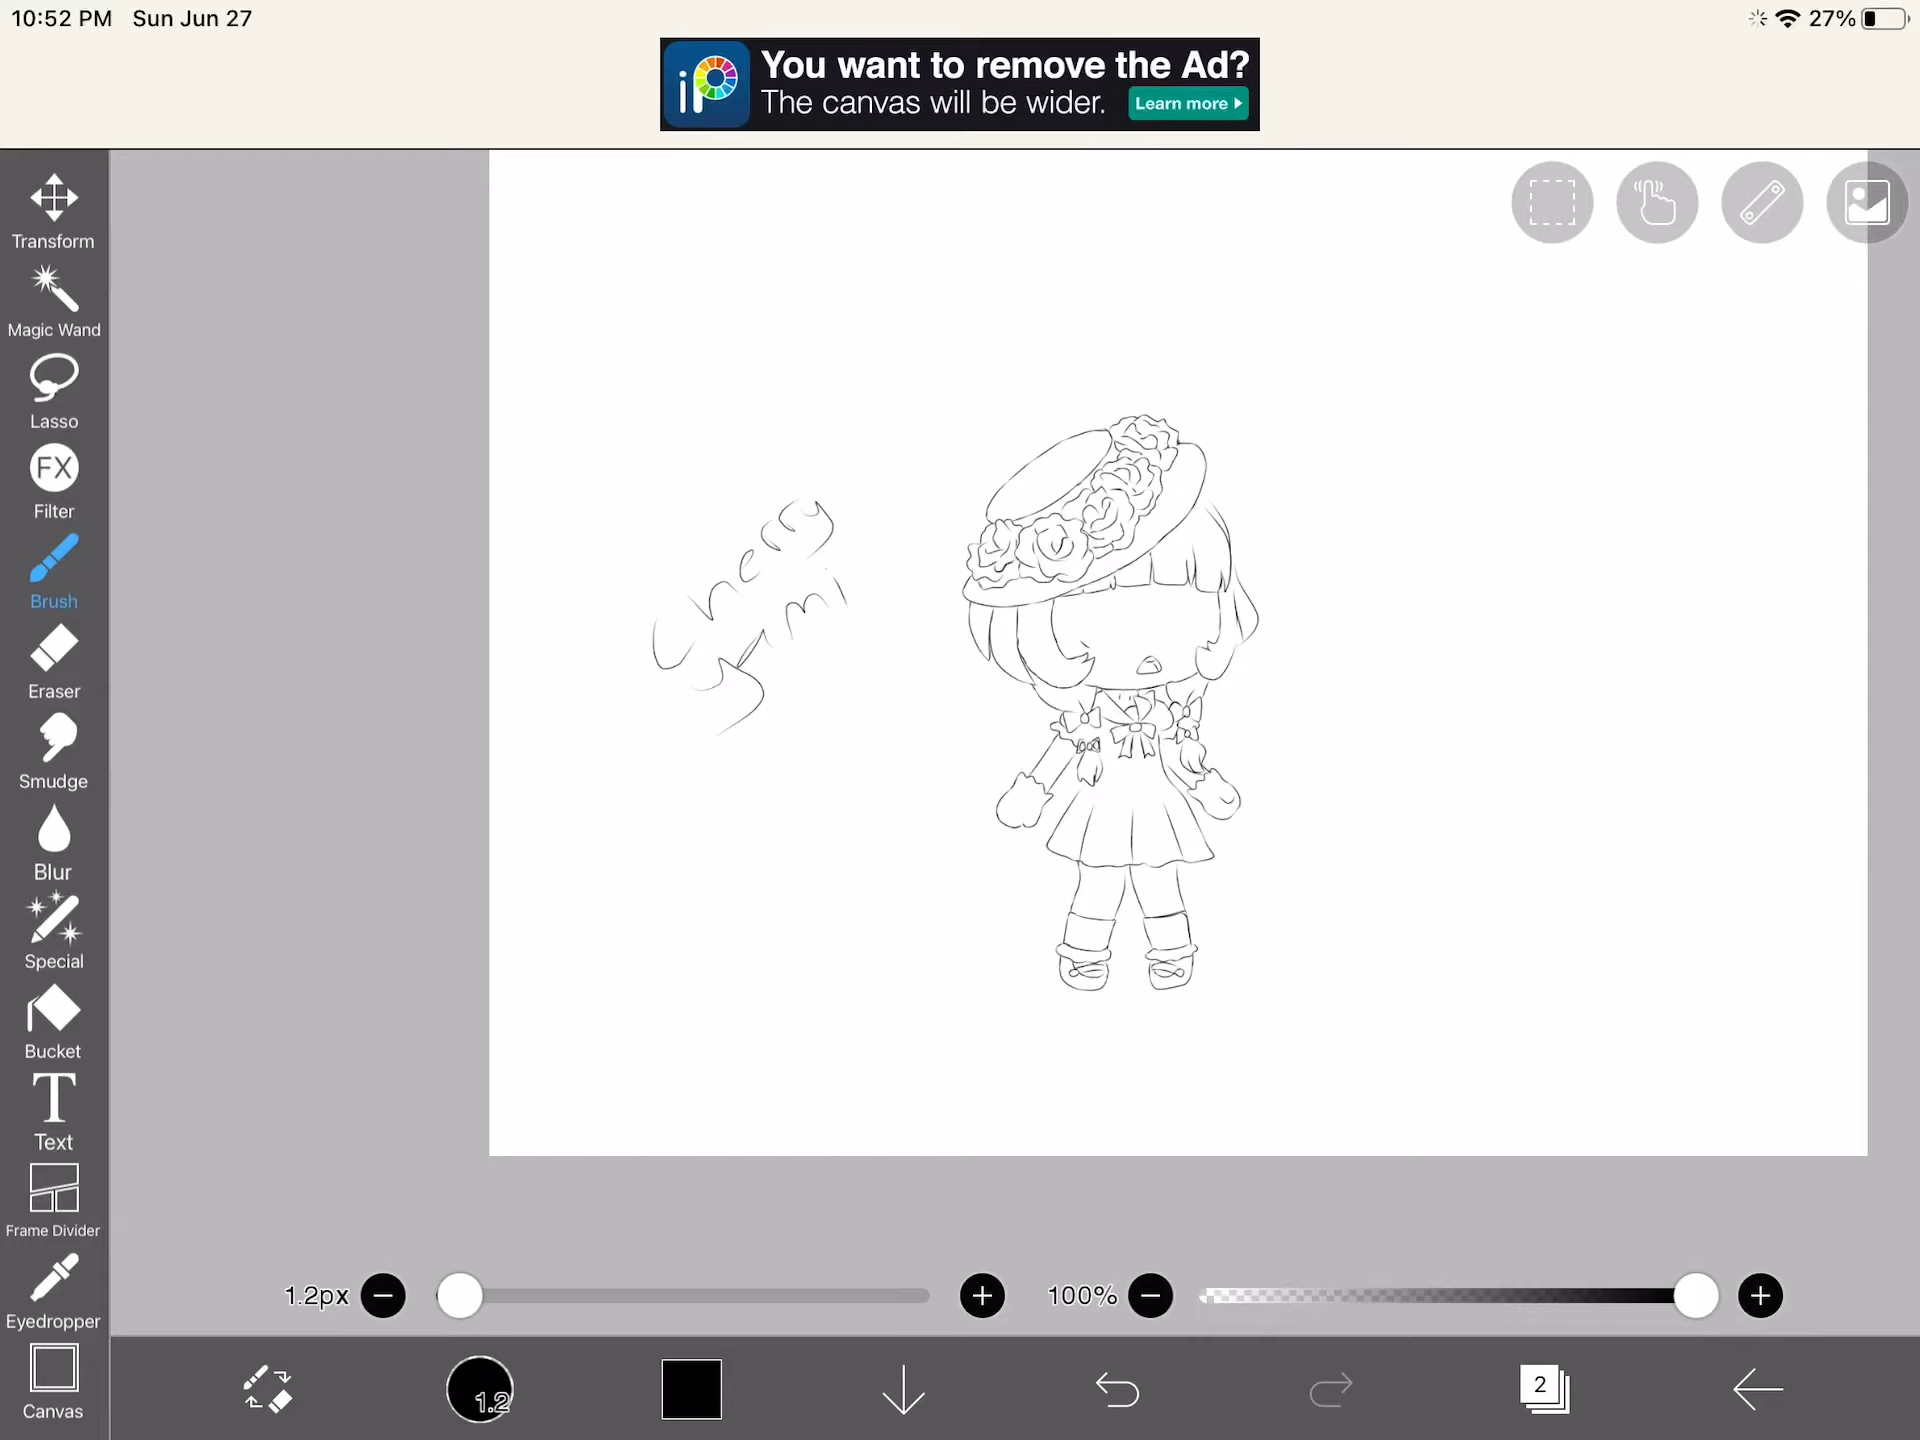 10:52 PM Sun Jun 27
27%
iP
You want to remove the Ad?
The canvas will be wider.
Learn more
Transform
Magic Wand
Lasso
FX
Filter
Brush
Eraser
Smudge
Blur
Special
Bucket
T
Text
Frame Divider
Eyedropper
Canvas
1.2px
100%
1.2
2